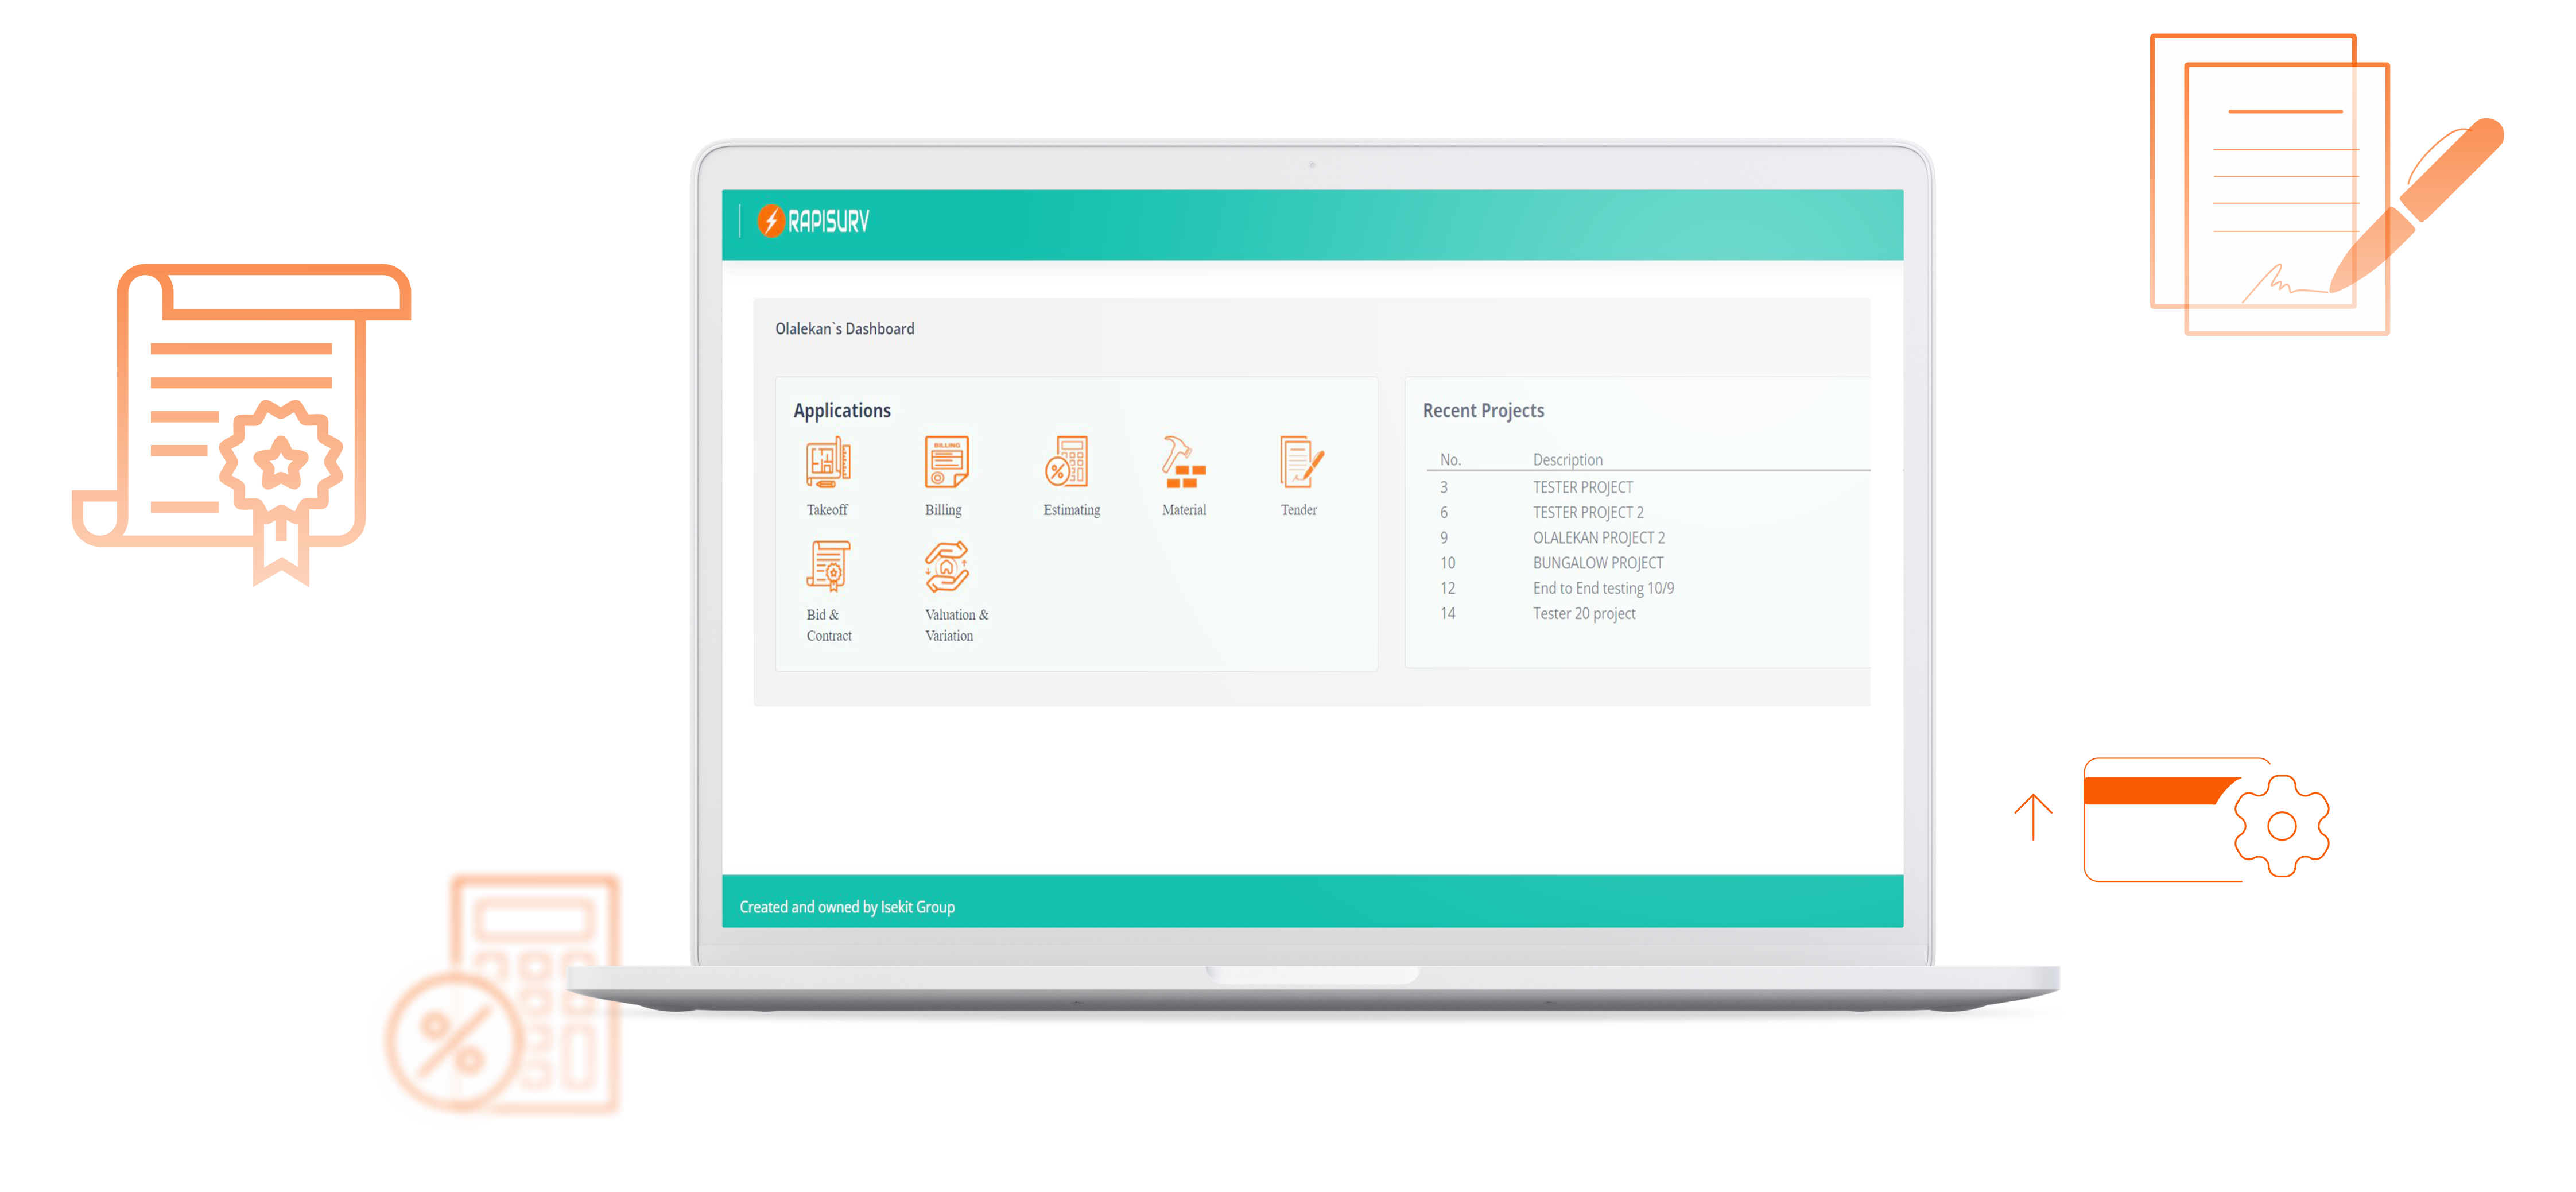 RAPISURV
Olalekan`s Dashboard
Applications
BILLING
Takeoff
Billing
Estimating
Material
Tender
Bid &
Contract
Valuation &
Variation
Recent Projects
No. Description
3 TESTER PROJECT
6 TESTER PROJECT 2
9 OLALEKAN PROJECT 2
10 BUNGALOW PROJECT
12 End to End testing 10/9
14 Tester 20 project
Created and owned by Isekit Group